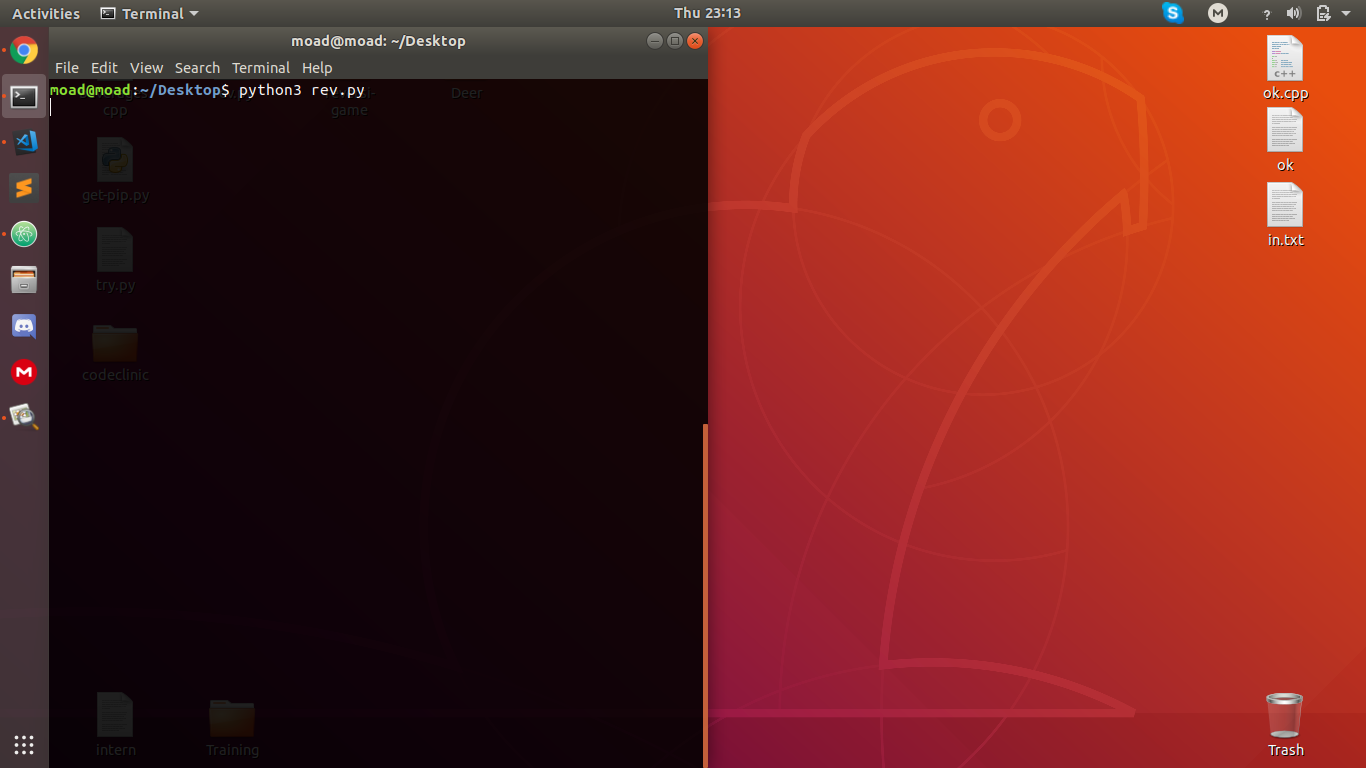 Activities
Terminal
Thu 23:13
moad@moad: ~/Desktop
File Edit View Search Terminal Help
moad@moad:~/Desktop$ python3 rev.py
cpp
game
Deer
get-pip.py
try.py
codeclinic
intern
Training
C++
ok.cpp
ok
in.txt
Trash